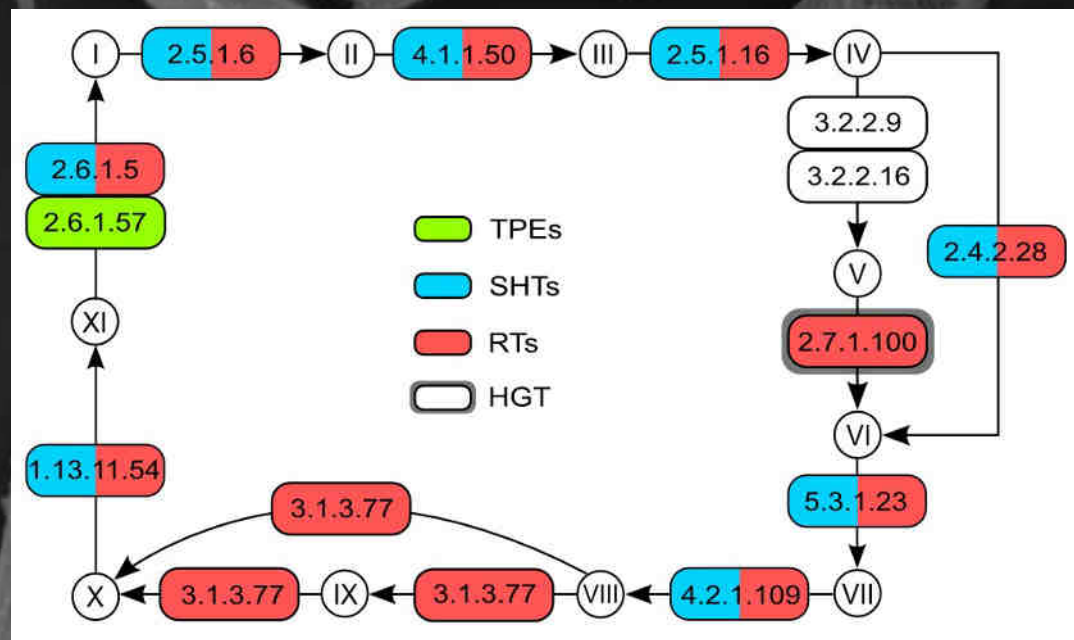 I
2.5.1.6
II
4.1.1.50
III
2.5.1.16
IV
3.2.2.9
3.2.2.16
2.6.1.5
2.6.1.57
TPEs
SHTs
RTs
HGT
2.4.2.28
V
2.7.1.100
XI
VI
1.13.11.54
5.3.1.23
3.1.3.77
X
3.1.3.77
IX
3.1.3.77
VIII
4.2.1.109
VII